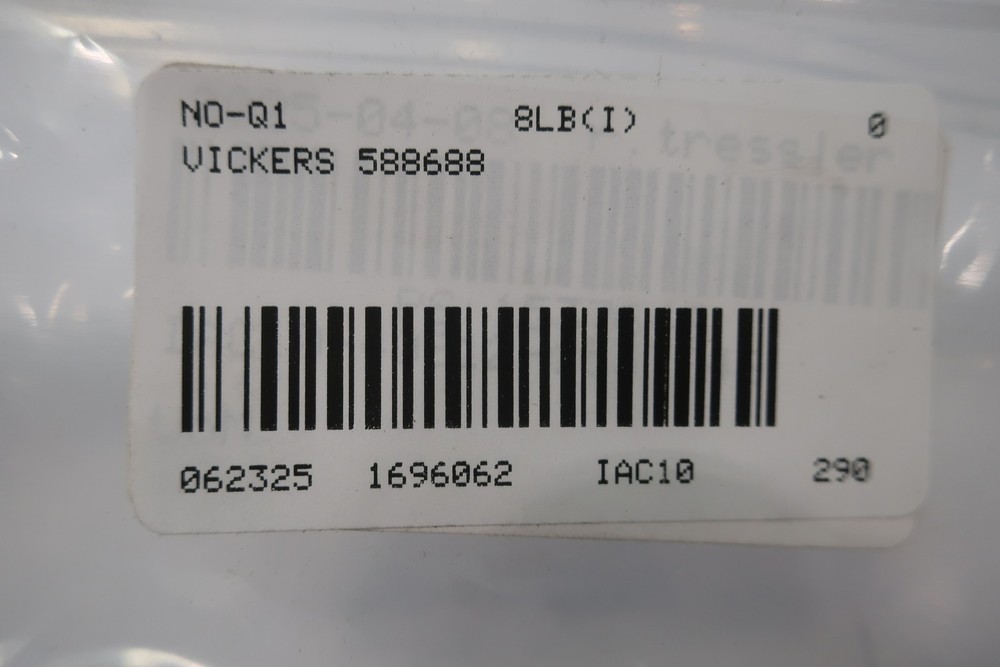 NO-Q1 8LB(I) 0
VICKERS 588688
062325 1696062 IAC10 290